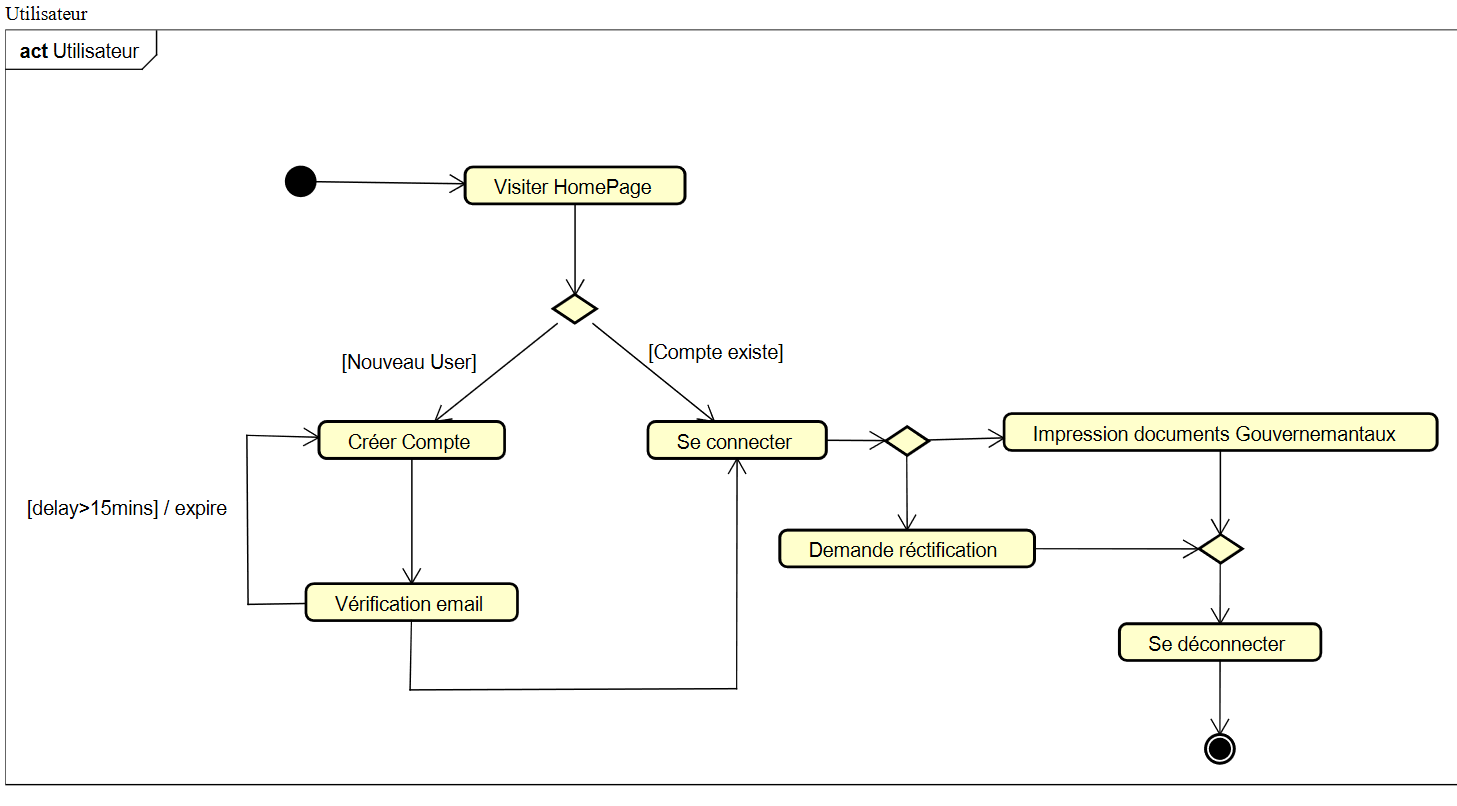 Utilisateur
act Utilisateur
Visiter HomePage
[Nouveau User]
[Compte existe]
Créer Compte
Se connecter
Impression documents Gouvernemantaux
[delay>15mins] / expire
Demande réctification
Vérification email
Se déconnecter